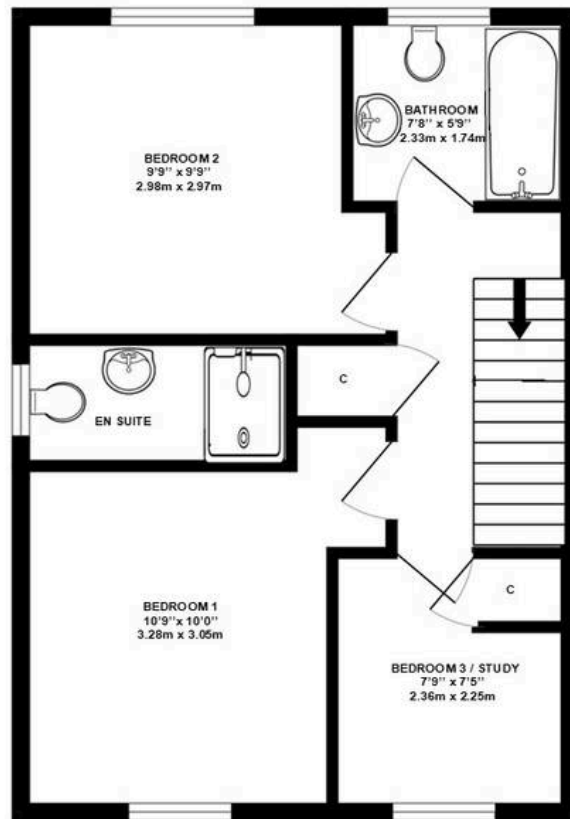 BATHROOM
7'8" x 5'9"
2.33m x 1.74m
BEDROOM 2
9'9" x 9'9"
2.98m x 2.97m
C
EN SUITE
C
BEDROOM 1
10'9" x 10'0"
3.28m x 3.05m
BEDROOM 3 / STUDY
7'9" x 7'5"
2.36m x 2.25m